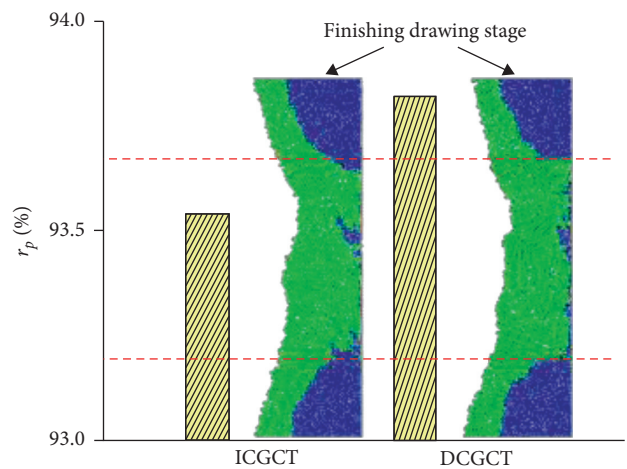 94.0
Finishing drawing stage
93.5
r_p (%)
93.0
ICGCT
DCGCT